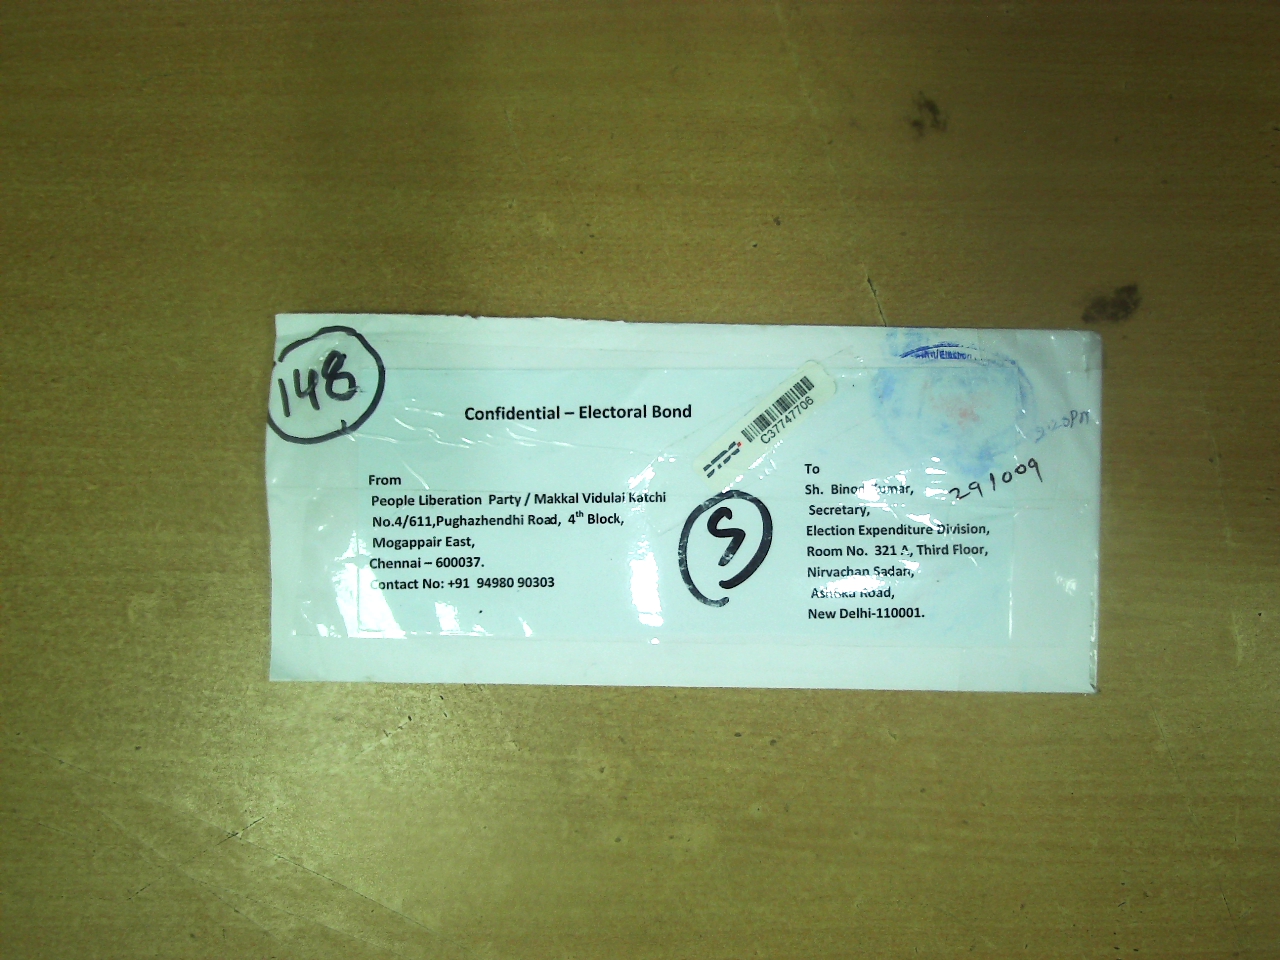 148
Confidential – Electoral Bond
DTDC
C37747706
From
People Liberation Party / Makkal Vidulai Katchi
No.4/611,Pughazhendhi Road, 4th Block,
Mogappair East,
Chennai – 600037.
Contact No: +91 94980 90303
To
Sh. Binod Kumar,
Secretary,
Election Expenditure Division,
Room No. 321 A, Third Floor,
Nirvachan Sadan,
Ashoka Road,
New Delhi-110001.
291009